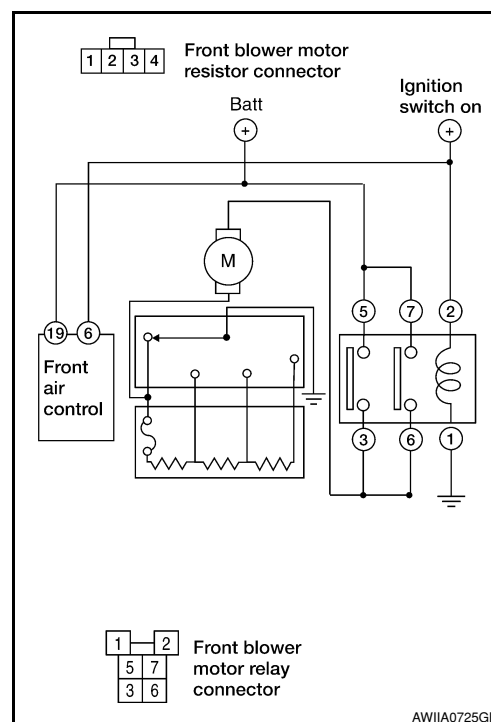 1 2 3 4
Front blower motor
resistor connector
Batt
Ignition
switch on
+
+
M
19 6
5 7 2
Front
air
control
3 6 1
1 2
5 7
3 6
Front blower
motor relay
connector
AWIIA0725G